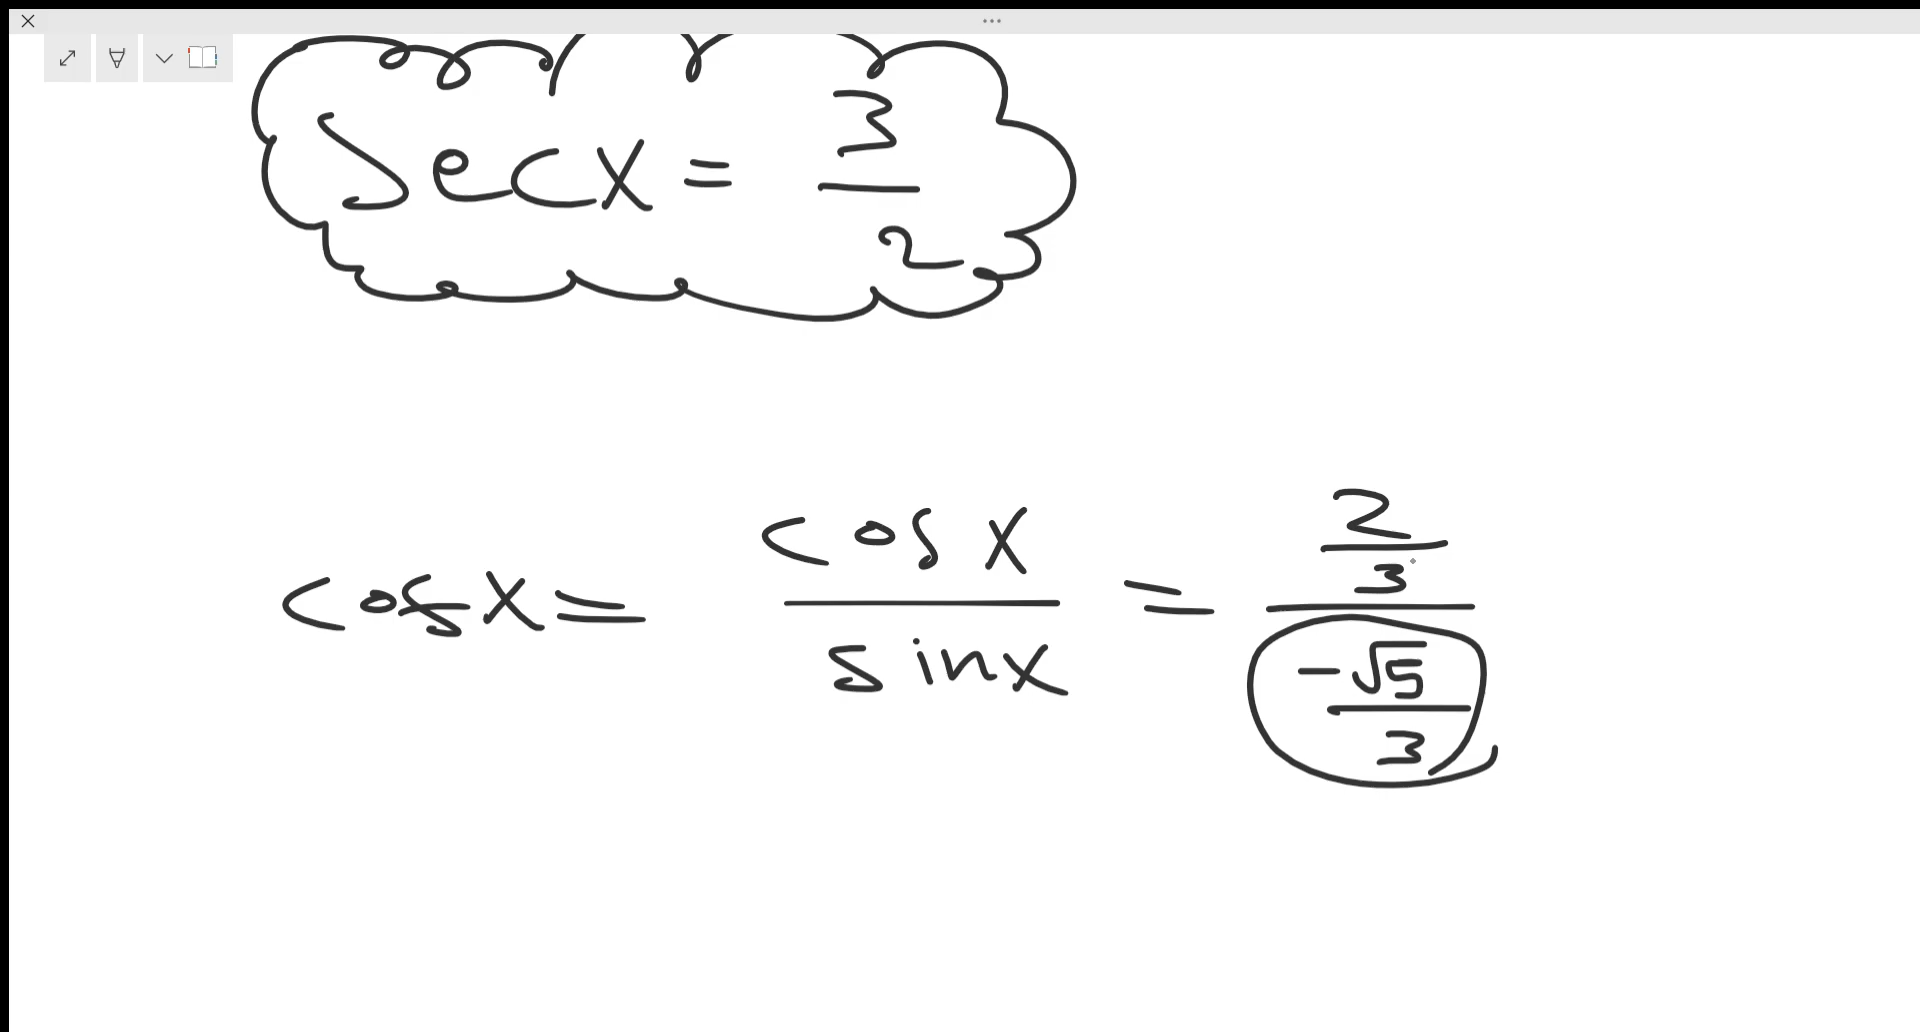 secx = 3/2
cosx = cosx/sinx = (2/3)/(-√5/3)